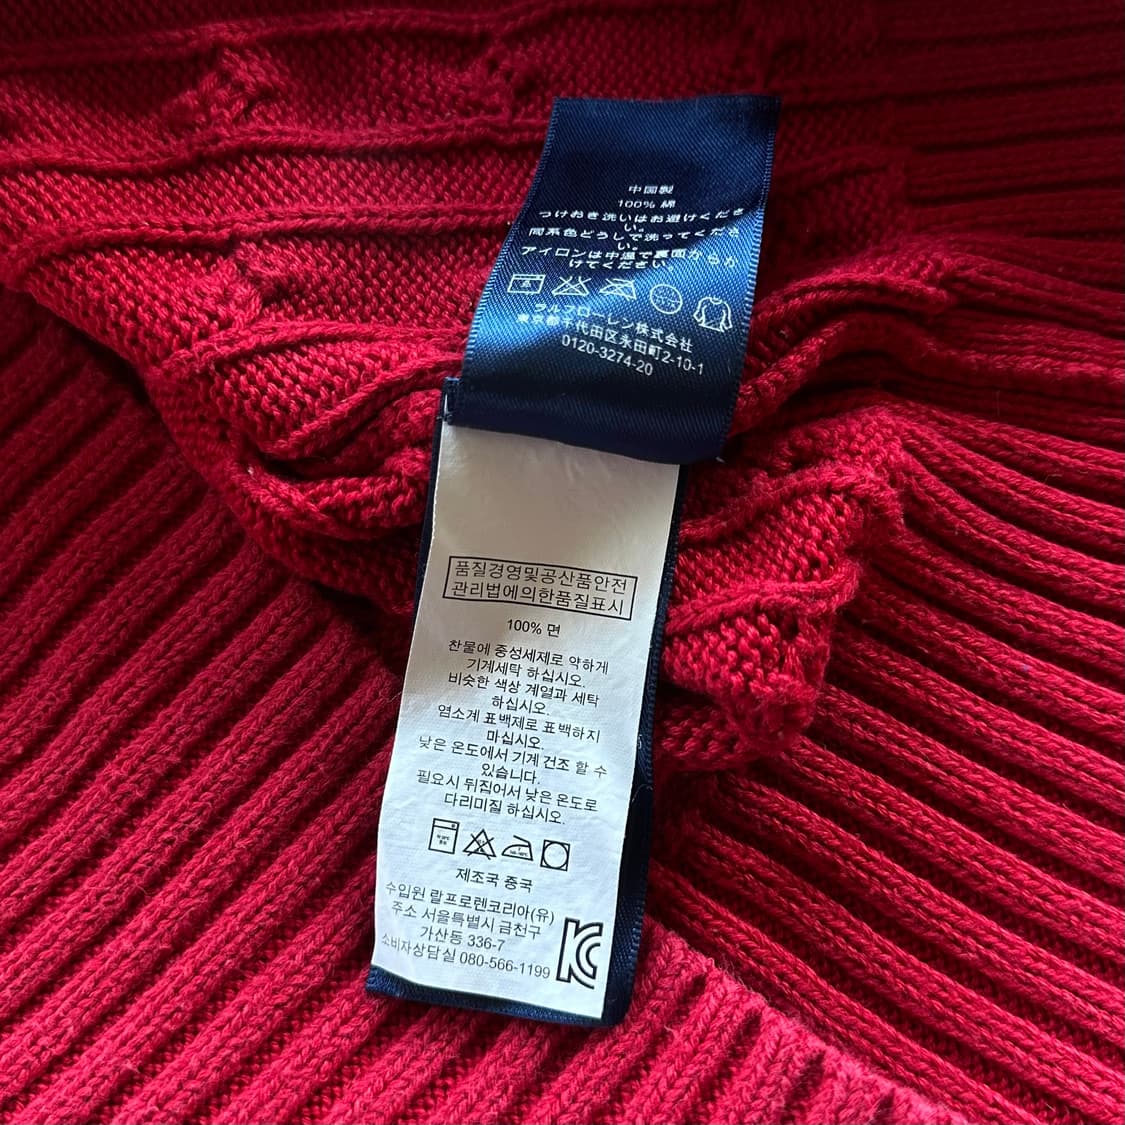 中国製
100% 綿
つけおき洗いはお避けくださ
い。
同系色どうしで洗ってくださ
い。
アイロンは中温で裏面からか
けてください。
ラルフローレン株式会社
東京都千代田区永田町2-10-1
0120-3274-20
품질경영및공산품안전
관리법에의한품질표시
100% 면
찬물에 중성세제로 약하게
기계세탁 하십시오.
비슷한 색상 계열과 세탁
하십시오.
염소계 표백제로 표백하지
마십시오.
낮은 온도에서 기계 건조 할 수
있습니다.
필요시 뒤집어서 낮은 온도로
다리미질 하십시오.
제조국 중국
수입원 랄프로렌코리아(유)
주소 서울특별시 금천구
가산동 336-7
소비자상담실 080-566-1199